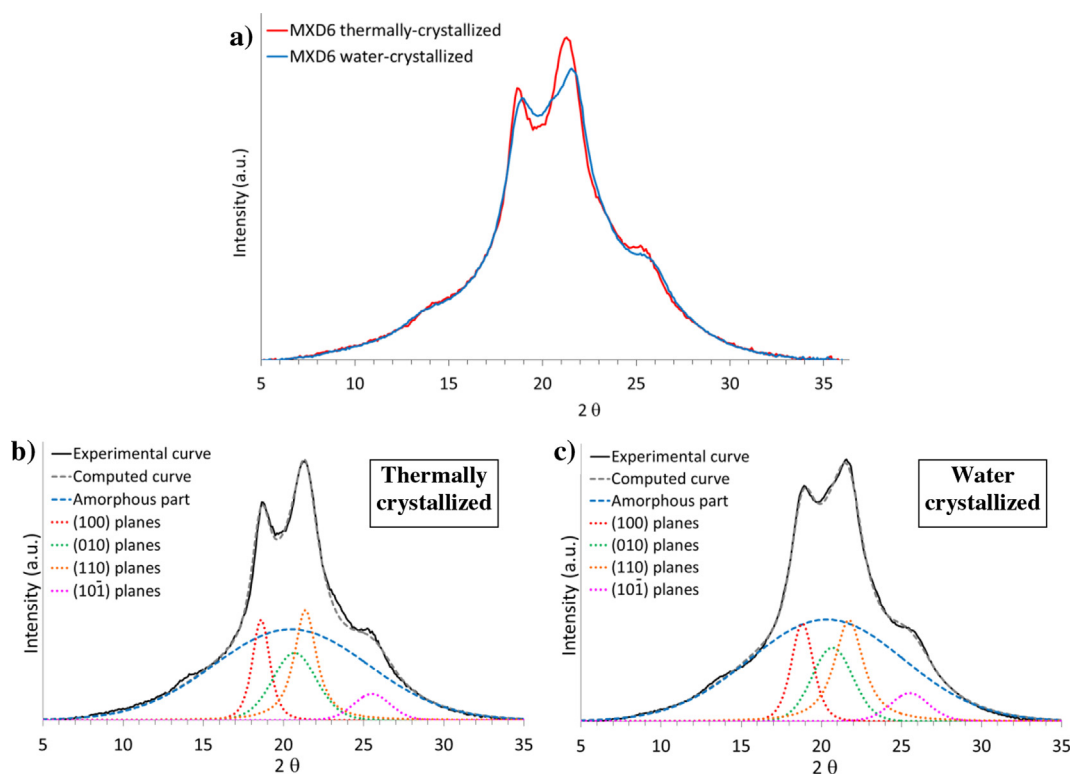 a)
MXD6 thermally-crystallized
MXD6 water-crystallized
Intensity (a.u.)
5 10 15 20 25 30 35
2 θ
b)
Experimental curve
Computed curve
Amorphous part
(100) planes
(010) planes
(110) planes
(101̄) planes
Thermally
crystallized
Intensity (a.u.)
5 10 15 20 25 30 35
2 θ
c)
Experimental curve
Computed curve
Amorphous part
(100) planes
(010) planes
(110) planes
(101̄) planes
Water
crystallized
Intensity (a.u.)
5 10 15 20 25 30 35
2 θ